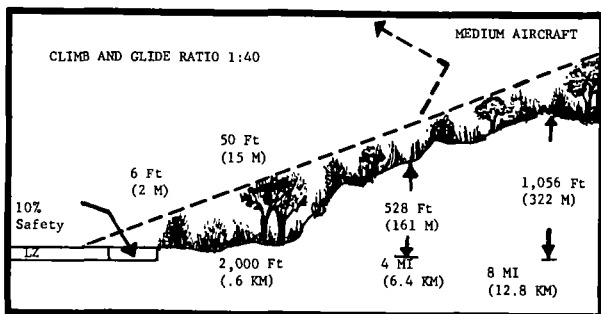 MEDIUM AIRCRAFT
CLIMB AND GLIDE RATIO 1:40
50 Ft
(15 M)
6 Ft
(2 M)
10%
Safety
LZ
2,000 Ft
(.6 KM)
528 Ft
(161 M)
4 MI
(6.4 KM)
1,056 Ft
(322 M)
8 MI
(12.8 KM)